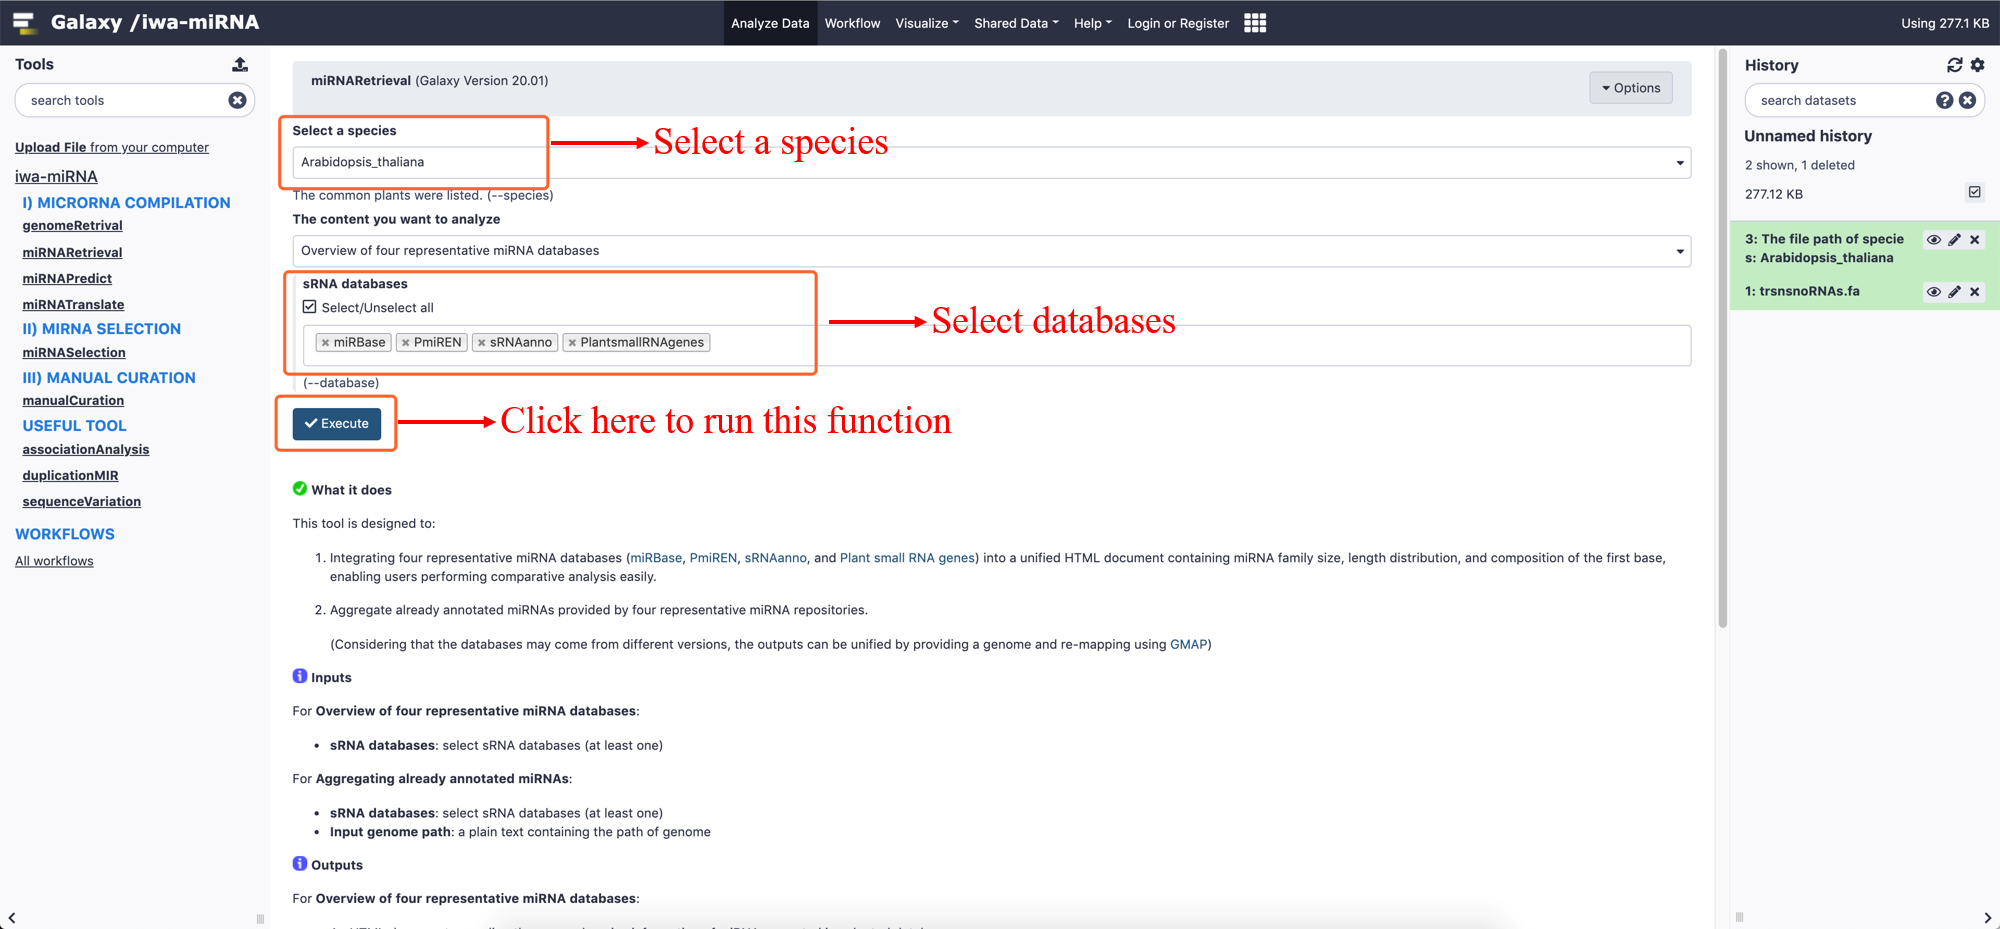 Galaxy /iwa-miRNA
Analyze Data
Workflow
Visualize
Shared Data
Help
Login or Register
Using 277.1 KB
Tools
search tools
Upload File from your computer
iwa-miRNA
I) MICRORNA COMPILATION
genomeRetrival
miRNARetrieval
miRNAPredict
miRNATranslate
II) MIRNA SELECTION
miRNASelection
III) MANUAL CURATION
manualCuration
USEFUL TOOL
associationAnalysis
duplicationMIR
sequenceVariation
WORKFLOWS
All workflows
miRNARetrieval (Galaxy Version 20.01)
Options
Select a species
Select a species
Arabidopsis_thaliana
The common plants were listed. (--species)
The content you want to analyze
Overview of four representative miRNA databases
sRNA databases
Select/Unselect all
Select databases
miRBase
PmiREN
sRNAanno
PlantsmallRNAgenes
(--database)
Execute
Click here to run this function
What it does
This tool is designed to:
1. Integrating four representative miRNA databases (miRBase, PmiREN, sRNAanno, and Plant small RNA genes) into a unified HTML document containing miRNA family size, length distribution, and composition of the first base,
enabling users performing comparative analysis easily.
2. Aggregate already annotated miRNAs provided by four representative miRNA repositories.
(Considering that the databases may come from different versions, the outputs can be unified by providing a genome and re-mapping using GMAP)
Inputs
For Overview of four representative miRNA databases:
• sRNA databases: select sRNA databases (at least one)
For Aggregating already annotated miRNAs:
• sRNA databases: select sRNA databases (at least one)
• Input genome path: a plain text containing the path of genome
Outputs
For Overview of four representative miRNA databases:
History
search datasets
Unnamed history
2 shown, 1 deleted
277.12 KB
3: The file path of specie
s: Arabidopsis_thaliana
1: trsnsnoRNAs.fa